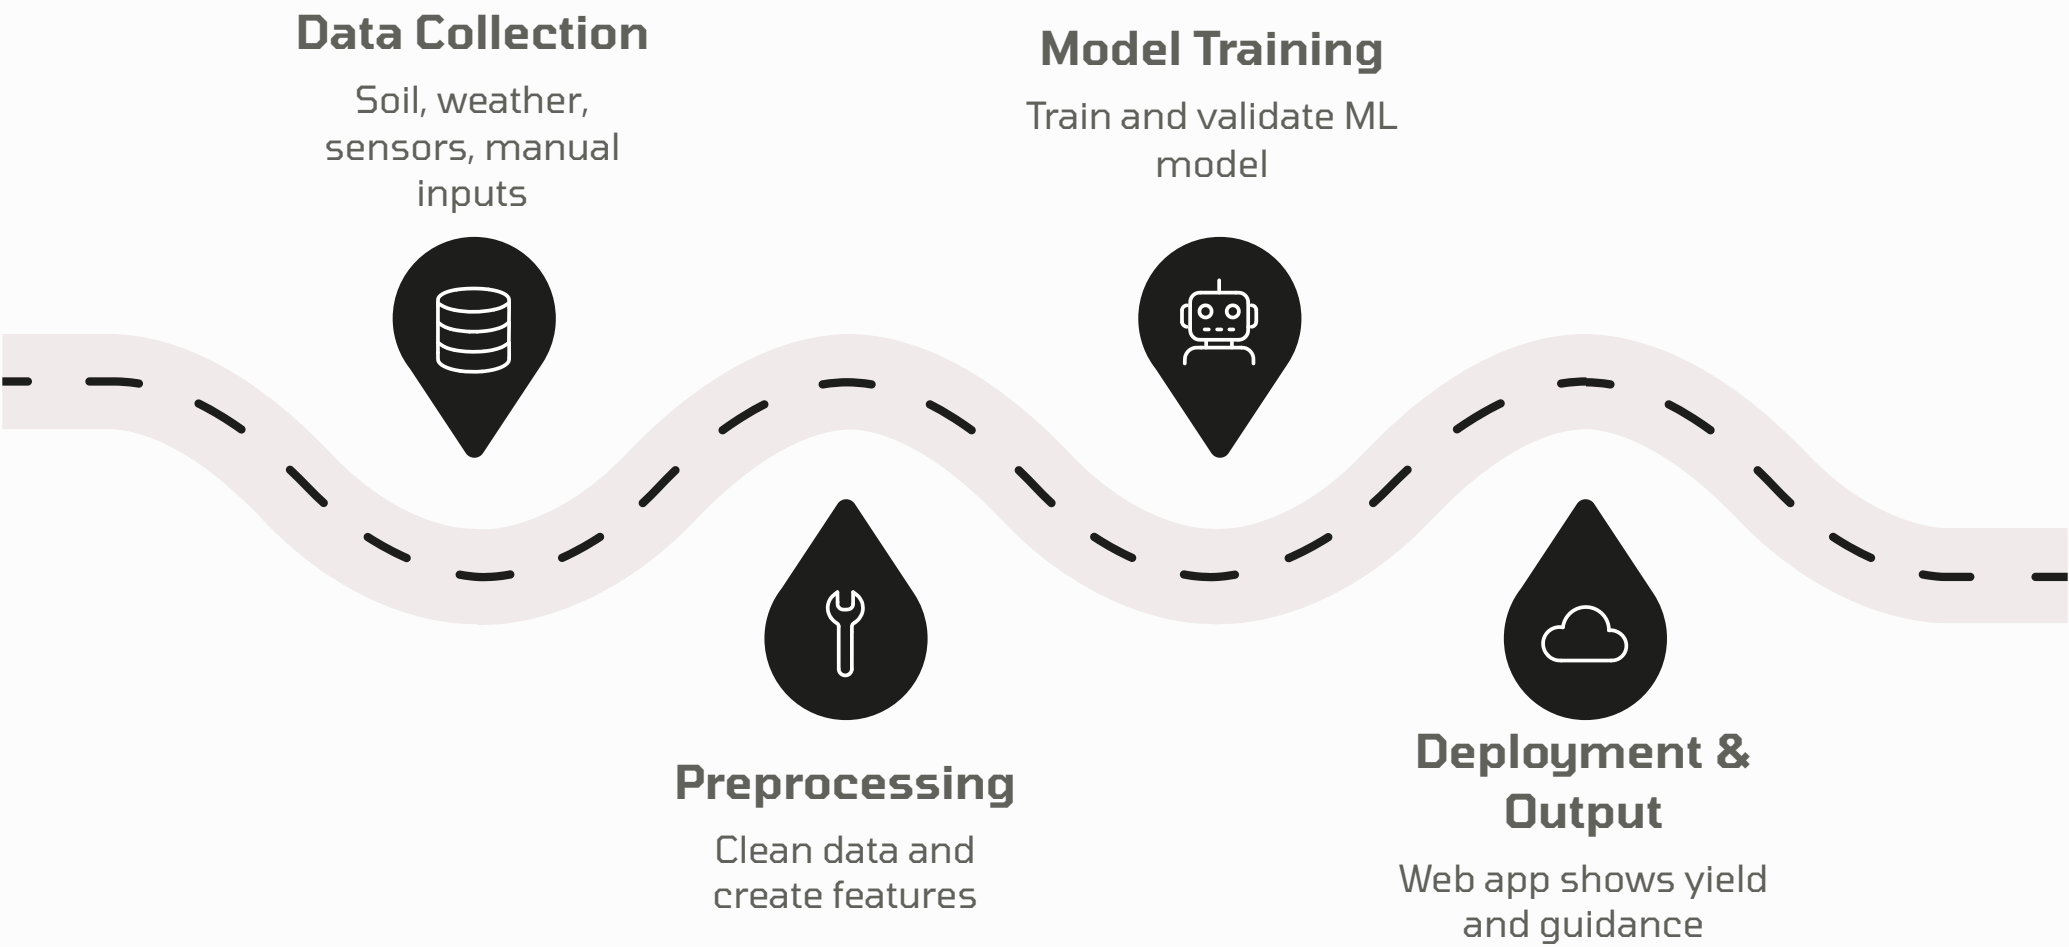 Data Collection
Soil, weather,
sensors, manual
inputs
Preprocessing
Clean data and
create features
Model Training
Train and validate ML
model
Deployment &
Output
Web app shows yield
and guidance